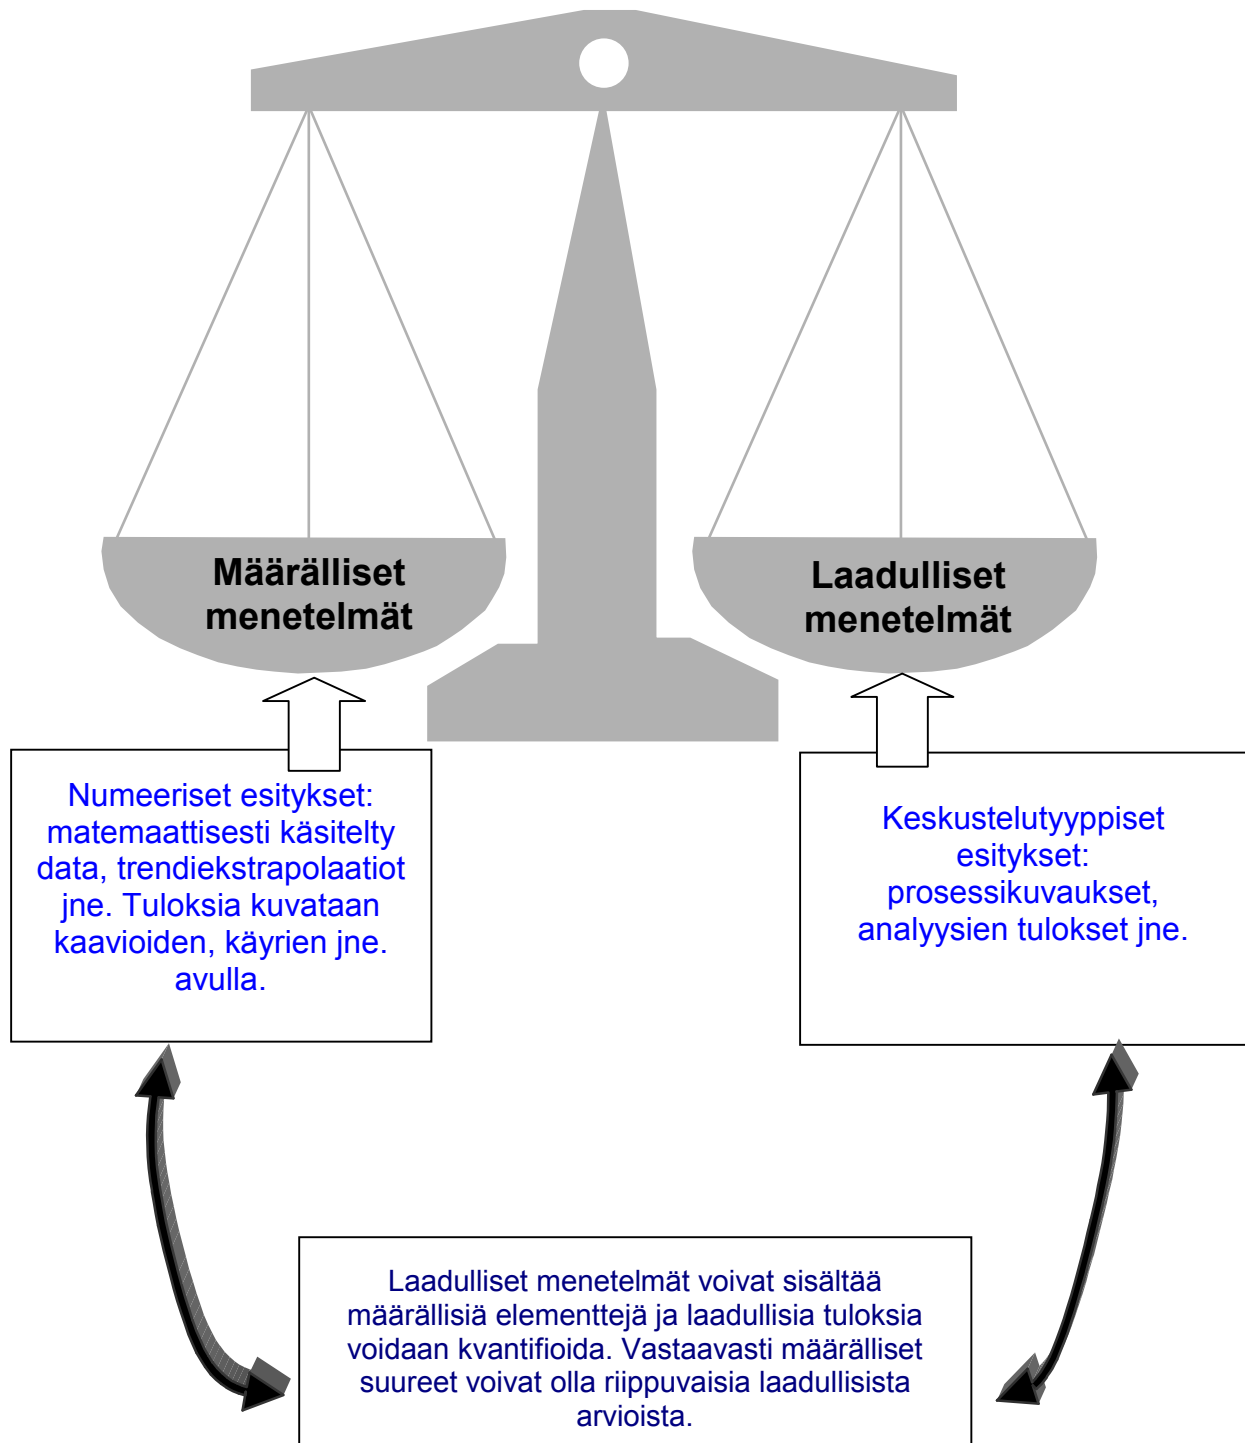 Määrälliset
menetelmät
Laadulliset
menetelmät
Numeeriset esitykset:
matemaattisesti käsitelty
data, trendiekstrapolaatiot
jne. Tuloksia kuvataan
kaavioiden, käyrien jne.
avulla.
Keskustelutyyppiset
esitykset:
prosessikuvaukset,
analyysien tulokset jne.
Laadulliset menetelmät voivat sisältää
määrällisiä elementtejä ja laadullisia tuloksia
voidaan kvantifioida. Vastaavasti määrälliset
suureet voivat olla riippuvaisia laadullisista
arvioista.